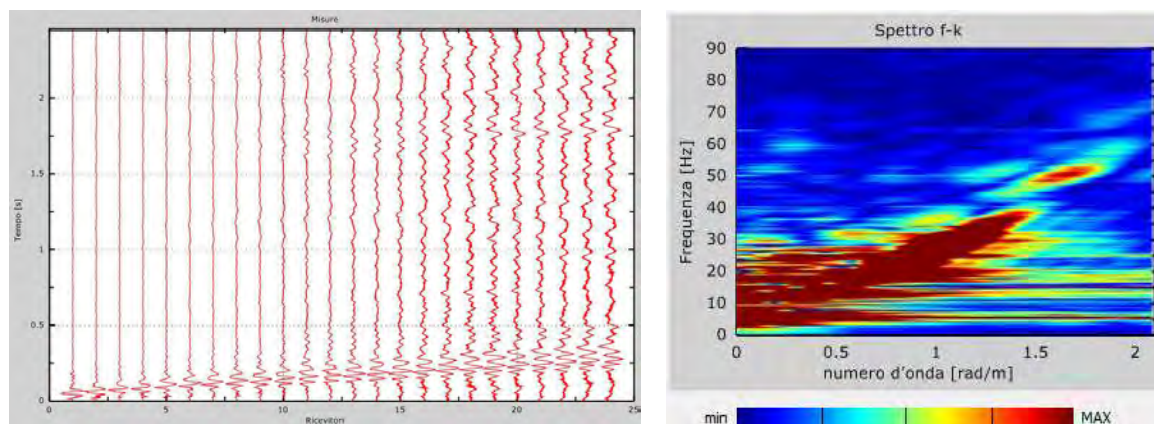 Misure
Tempo [s]
2
1.5
1
0.5
0
0 5 10 15 20 25
Ricevitori
Spettro f-k
Frequenza [Hz]
90
80
70
60
50
40
30
20
10
0
0 0.5 1 1.5 2
numero d'onda [rad/m]
min MAX